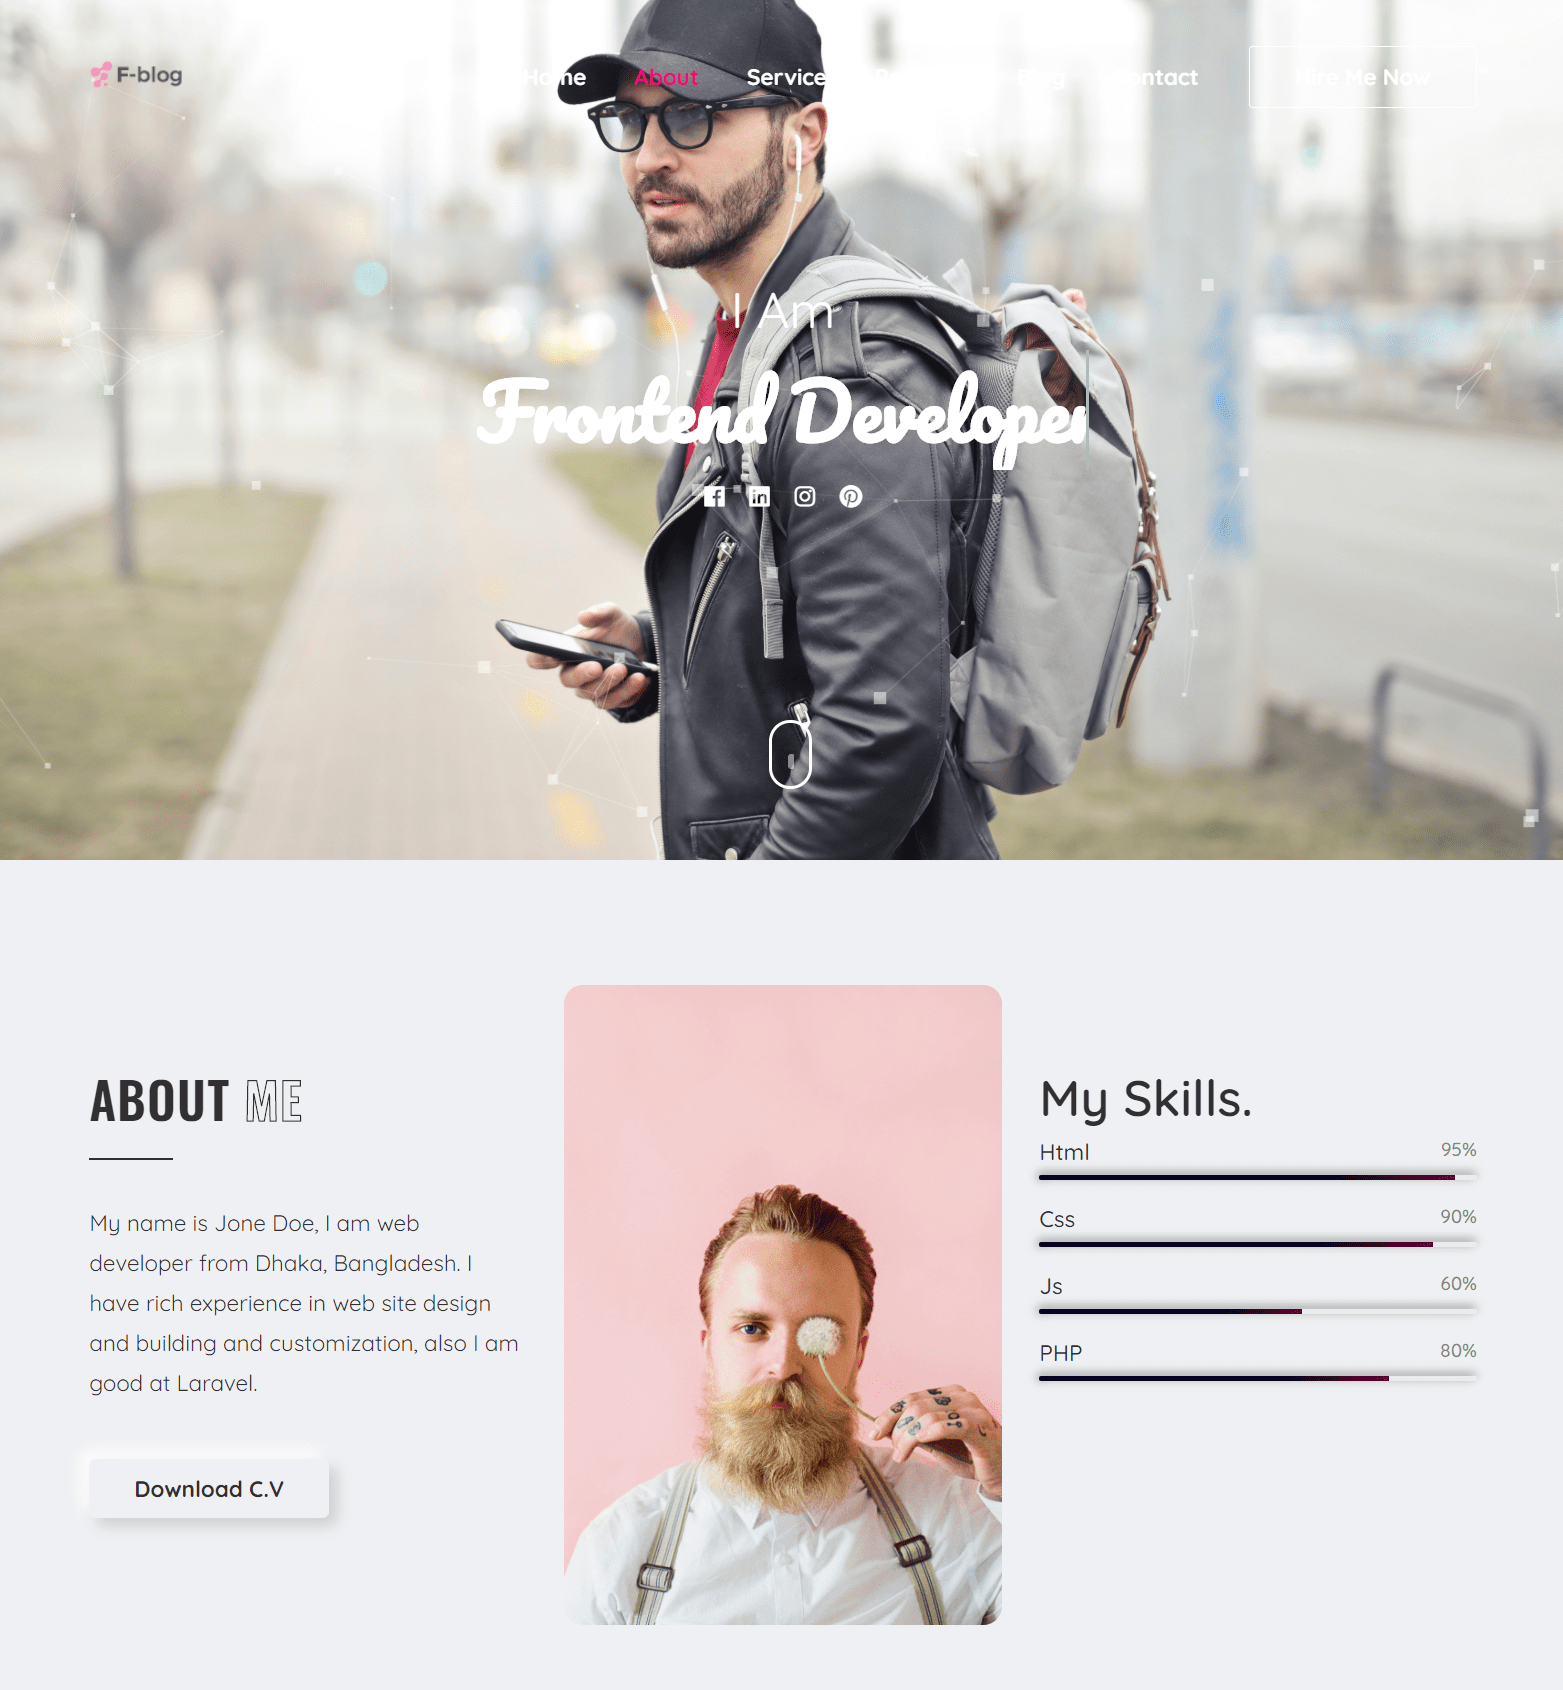 F-blog
Home About Service Blog Contact Hire Me Now
I Am
Frontend Developer
ABOUT ME
My name is Jone Doe, I am web
developer from Dhaka, Bangladesh. I
have rich experience in web site design
and building and customization, also I am
good at Laravel.
Download C.V
My Skills.
Html 95%
Css 90%
Js 60%
PHP 80%